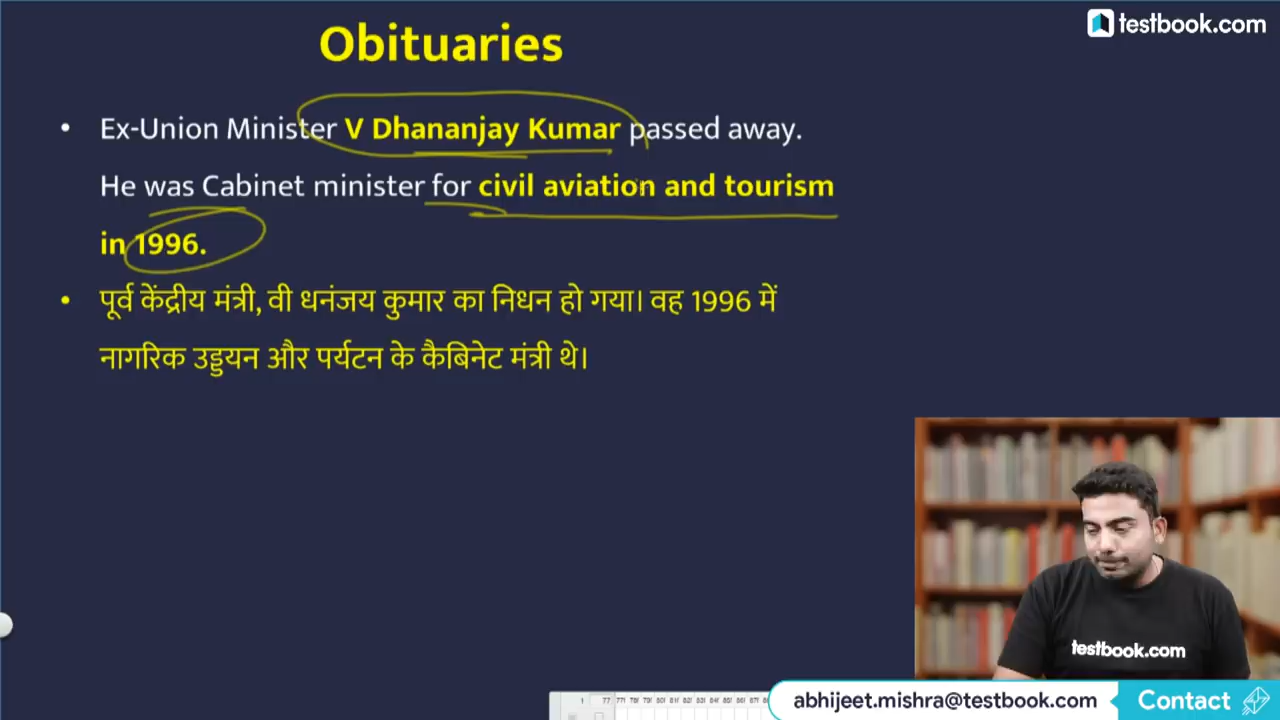 Obituaries
testbook.com
• Ex-Union Minister V Dhananjay Kumar passed away.
He was Cabinet minister for civil aviation and tourism
in 1996.
• पूर्व केंद्रीय मंत्री, वी धनंजय कुमार का निधन हो गया। वह 1996 में
नागरिक उड्डयन और पर्यटन के कैबिनेट मंत्री थे।
testbook.com
abhijeet.mishra@testbook.com
Contact